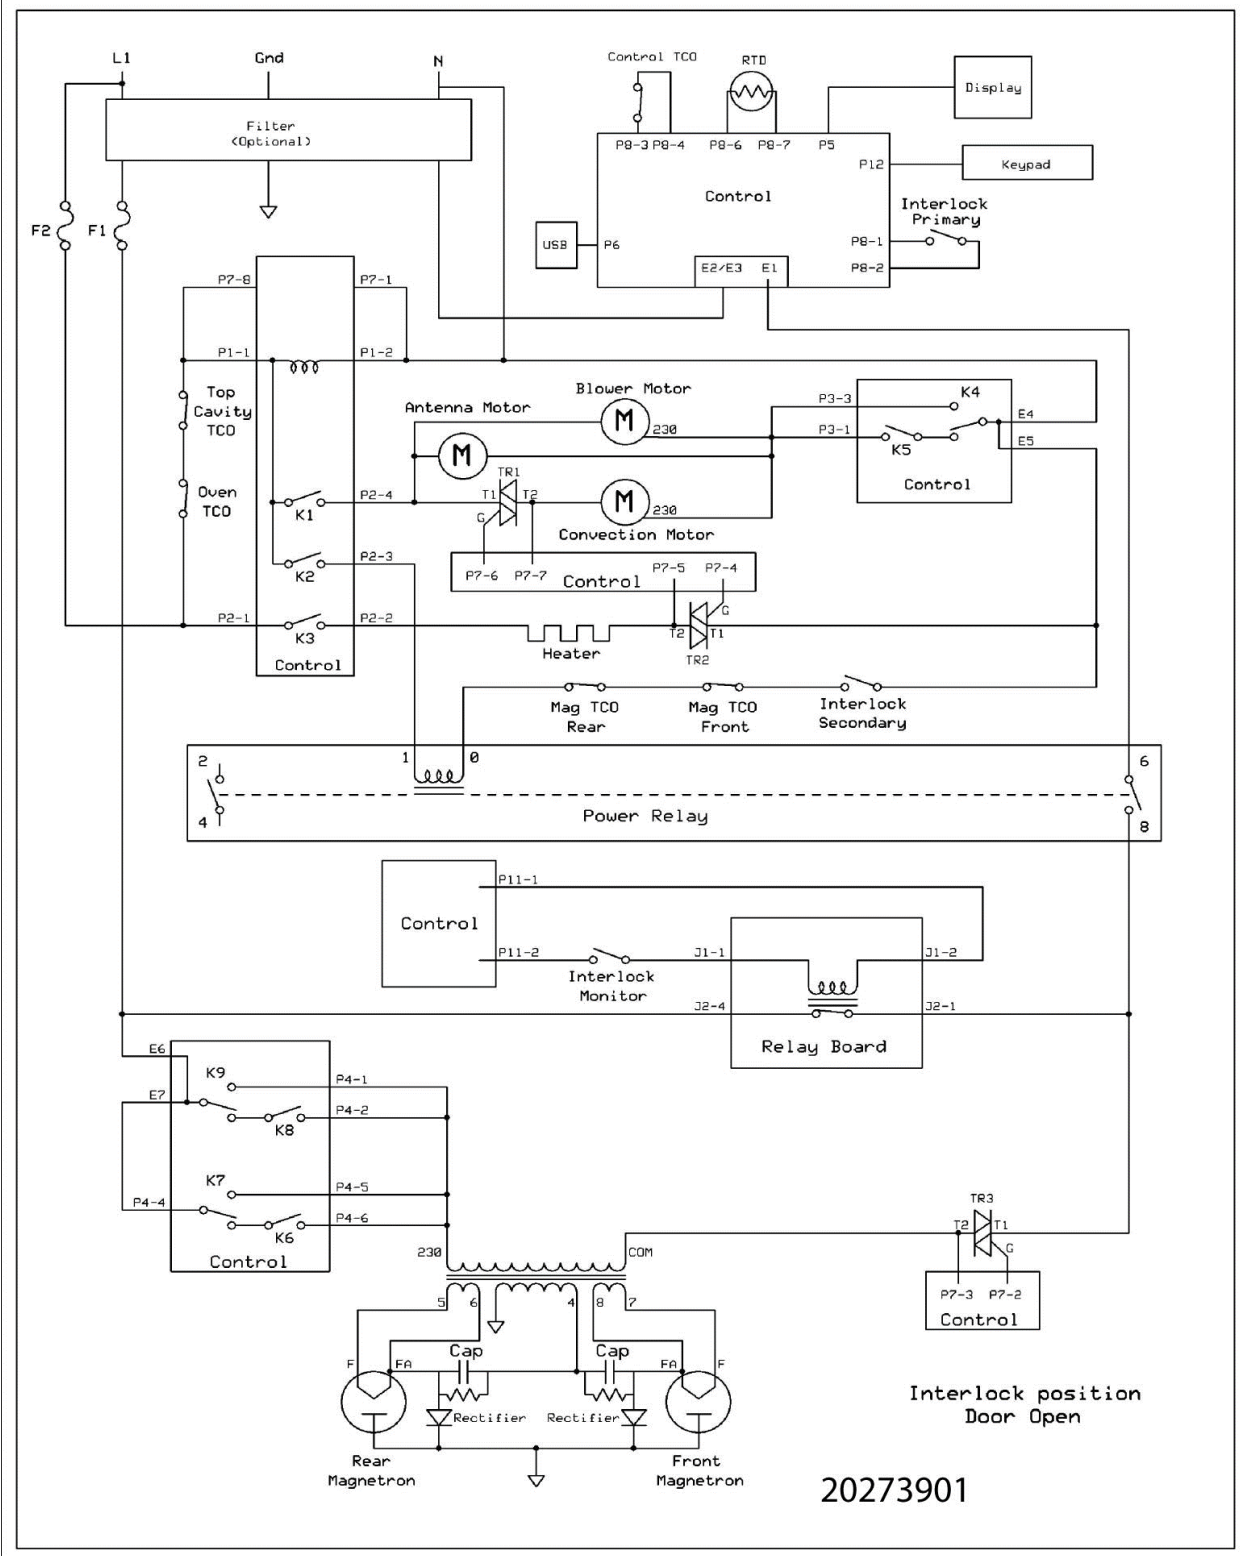 L1
Gnd
N
Control TCO
RTD
Display
Filter
(Optional)
P8-3
P8-4
P8-6
P8-7
P5
P12
Keypad
Control
Interlock
Primary
F2
F1
USB
P6
P8-1
P8-2
E2/E3
E1
P7-8
P7-1
P1-1
P1-2
Top
Cavity
TCO
Antenna Motor
Blower Motor
M
230
M
P3-3
K4
E4
P3-1
K5
E5
Control
Oven
TCO
P2-4
K1
TR1
T1
T2
G
M
230
Convection Motor
P2-3
K2
P7-6
P7-7
Control
P7-5
P7-4
P2-1
P2-2
K3
Control
Heater
T2
T1
G
TR2
Mag TCO
Rear
Mag TCO
Front
Interlock
Secondary
2
1
0
6
4
8
Power Relay
Control
P11-1
P11-2
Interlock
Monitor
J1-1
J1-2
J2-4
J2-1
Relay Board
E6
K9
P4-1
E7
P4-2
K8
K7
P4-5
P4-4
P4-6
K6
Control
230
COM
TR3
T2
T1
G
P7-3
P7-2
Control
5
6
4
8
7
F
FA
Cap
Cap
FA
F
Rectifier
Rectifier
Rear
Magnetron
Front
Magnetron
Interlock position
Door Open
20273901